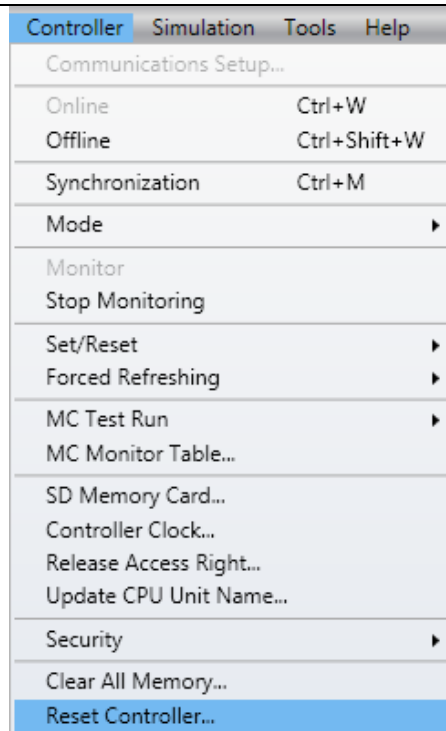 Controller Simulation Tools Help
Communications Setup...
Online Ctrl+W
Offline Ctrl+Shift+W
Synchronization Ctrl+M
Mode
Monitor
Stop Monitoring
Set/Reset
Forced Refreshing
MC Test Run
MC Monitor Table...
SD Memory Card...
Controller Clock...
Release Access Right...
Update CPU Unit Name...
Security
Clear All Memory...
Reset Controller...